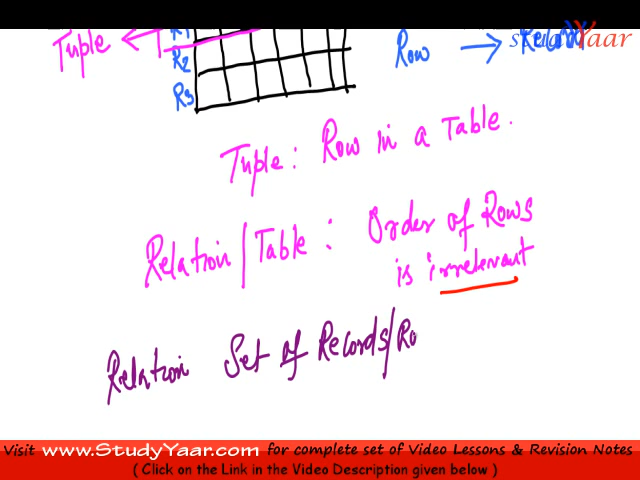 R1
Tuple
R2
Row
studyYaar
R3
Tuple: Row in a Table.
Relation/Table: Order of Rows
is irrelevant
Relation Set of Records/Ro
Visit www.StudyYaar.com for complete set of Video Lessons & Revision Notes
( Click on the Link in the Video Description given below )